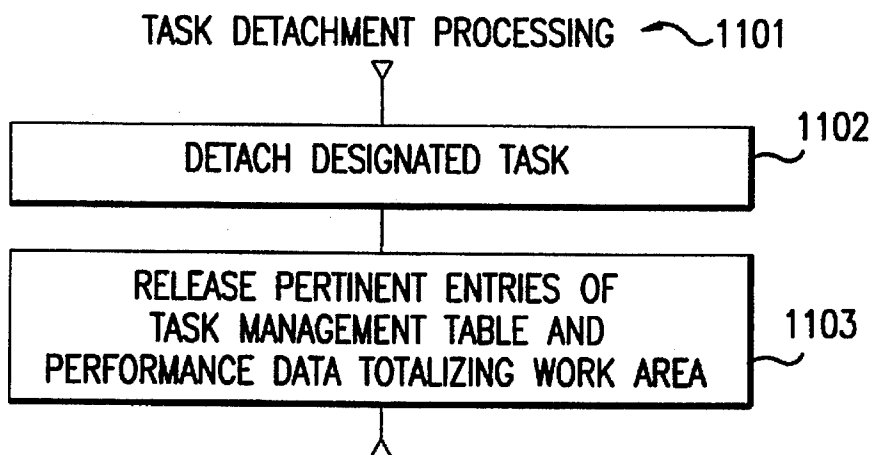 TASK DETACHMENT PROCESSING 1101
DETACH DESIGNATED TASK
1102
RELEASE PERTINENT ENTRIES OF
TASK MANAGEMENT TABLE AND
PERFORMANCE DATA TOTALIZING WORK AREA
1103